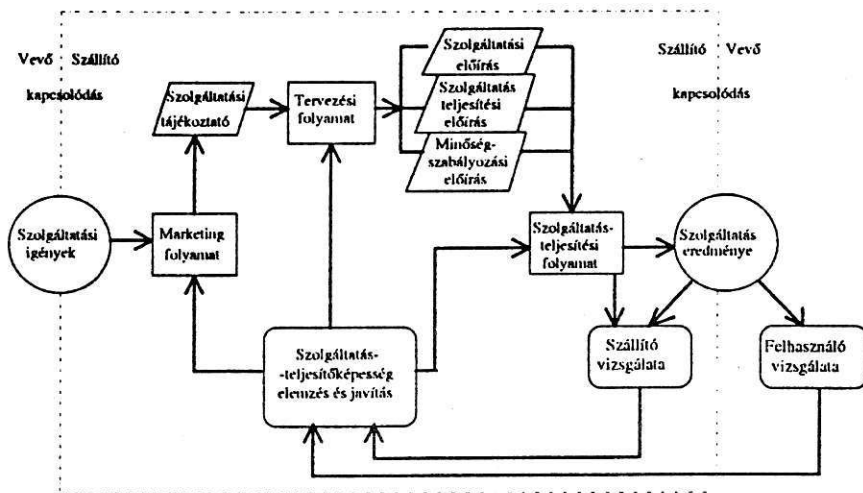 Vevő Szállító
kapcsolódás
Szállító Vevő
kapcsolódás
Szolgáltatási
tájékoztató
Tervezési
folyamat
Szolgáltatási
előírás
Szolgáltatás
teljesítési
előírás
Minőség-
szabályozási
előírás
Szolgáltatási
igények
Marketing
folyamat
Szolgáltatás-
teljesítési
folyamat
Szolgáltatás
eredménye
Szolgáltatás-
-teljesítőképesség
elemzés és javítás
Szállító
vizsgálata
Felhasználó
vizsgálata